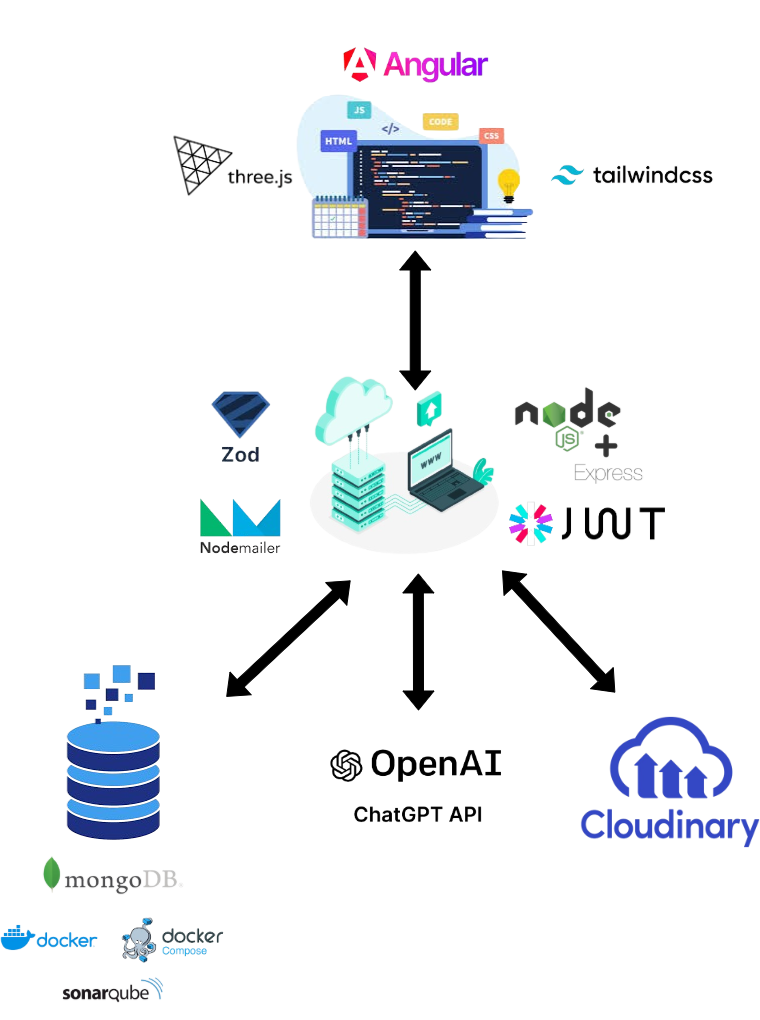 Angular
JS
</>
CODE
HTML
CSS
three.js
tailwindcss
Zod
node
JS
+
Express
WWW
Nodemailer
JWT
OpenAI
ChatGPT API
Cloudinary
mongoDB.
docker
docker
Compose
sonarqube